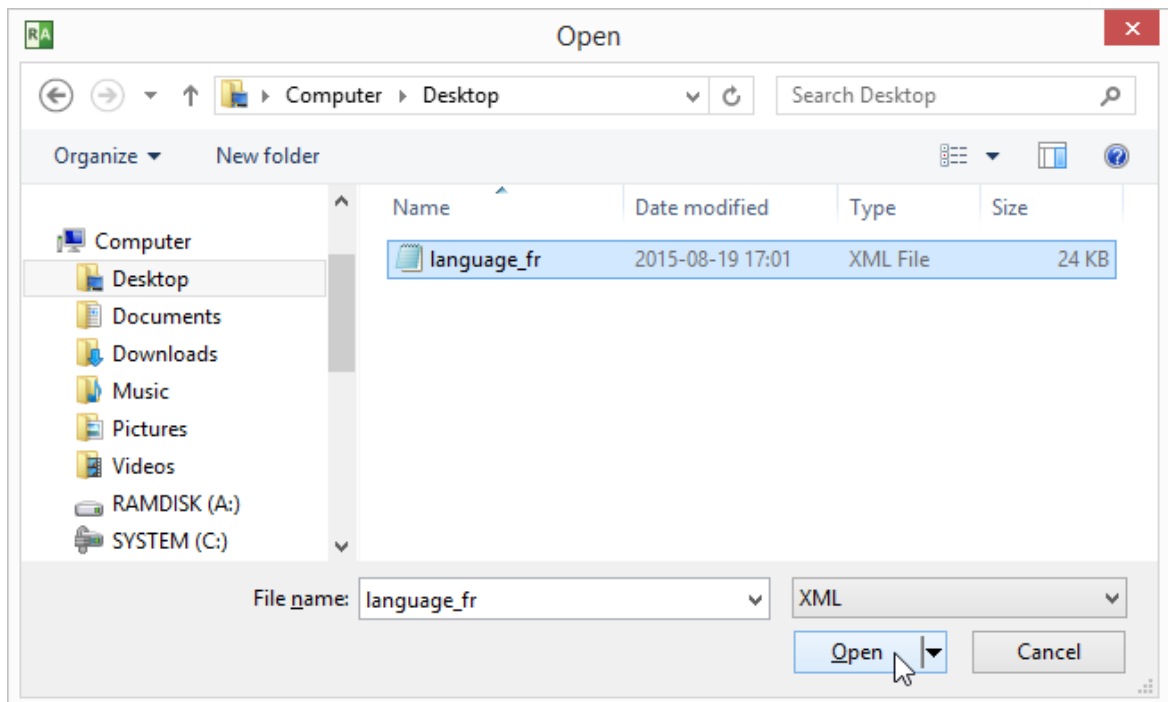 RA Open
Computer Desktop Search Desktop
Organize New folder
Name Date modified Type Size
Computer
language_fr 2015-08-19 17:01 XML File 24 KB
Desktop
Documents
Downloads
Music
Pictures
Videos
RAMDISK (A:)
SYSTEM (C:)
File name: language_fr XML
Open Cancel